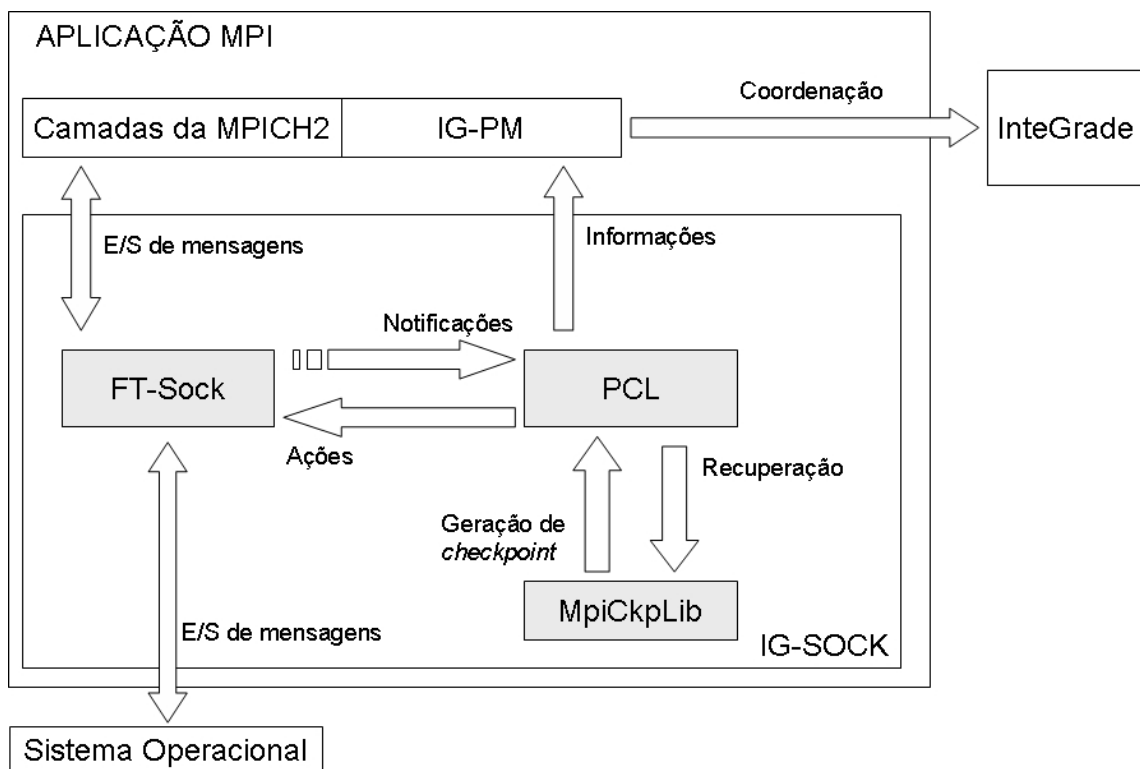 APLICAÇÃO MPI
Coordenação
Camadas da MPICH2
IG-PM
InteGrade
E/S de mensagens
Informações
Notificações
FT-Sock
PCL
Ações
Recuperação
Geração de
checkpoint
MpiCkpLib
E/S de mensagens
IG-SOCK
Sistema Operacional